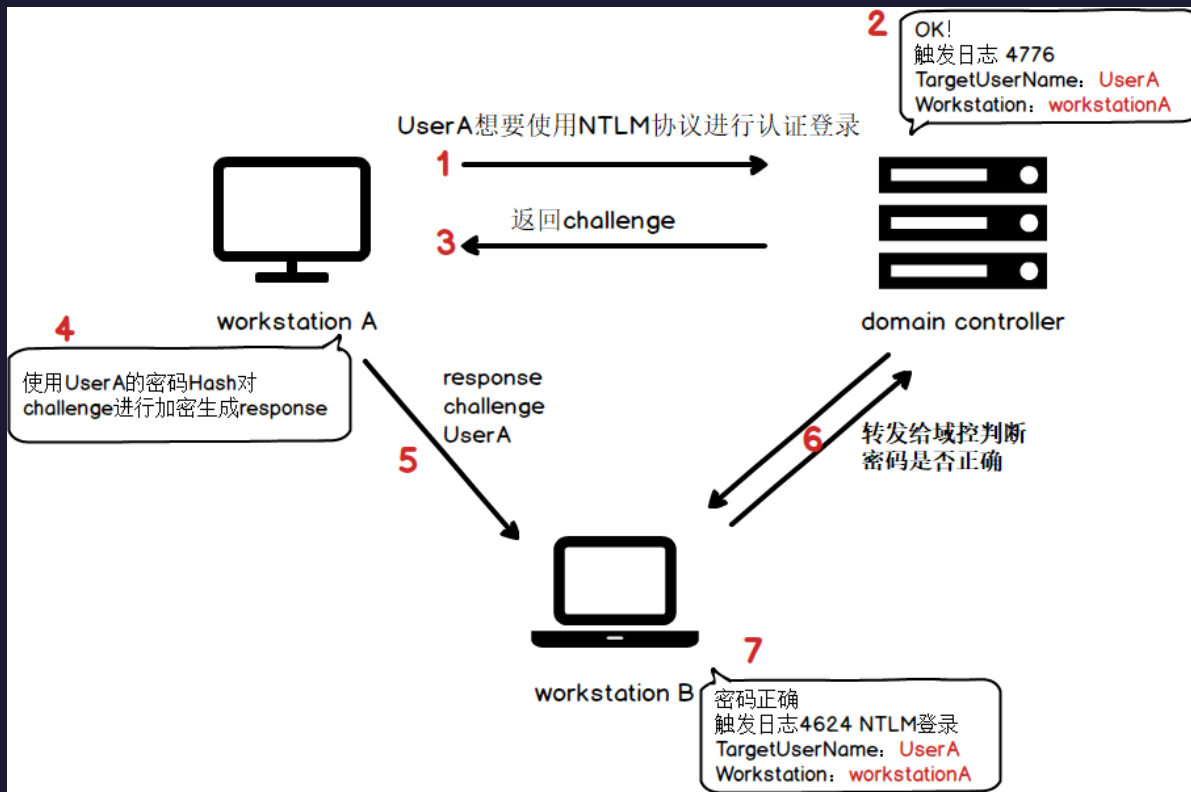 2
OK!
触发日志 4776
TargetUserName：UserA
Workstation：workstationA
UserA想要使用NTLM协议进行认证登录
1
返回challenge
3
workstation A
domain controller
4
使用UserA的密码Hash对
challenge进行加密生成response
response
challenge
UserA
5
6
转发给域控判断
密码是否正确
7
workstation B
密码正确
触发日志4624 NTLM登录
TargetUserName：UserA
Workstation：workstationA